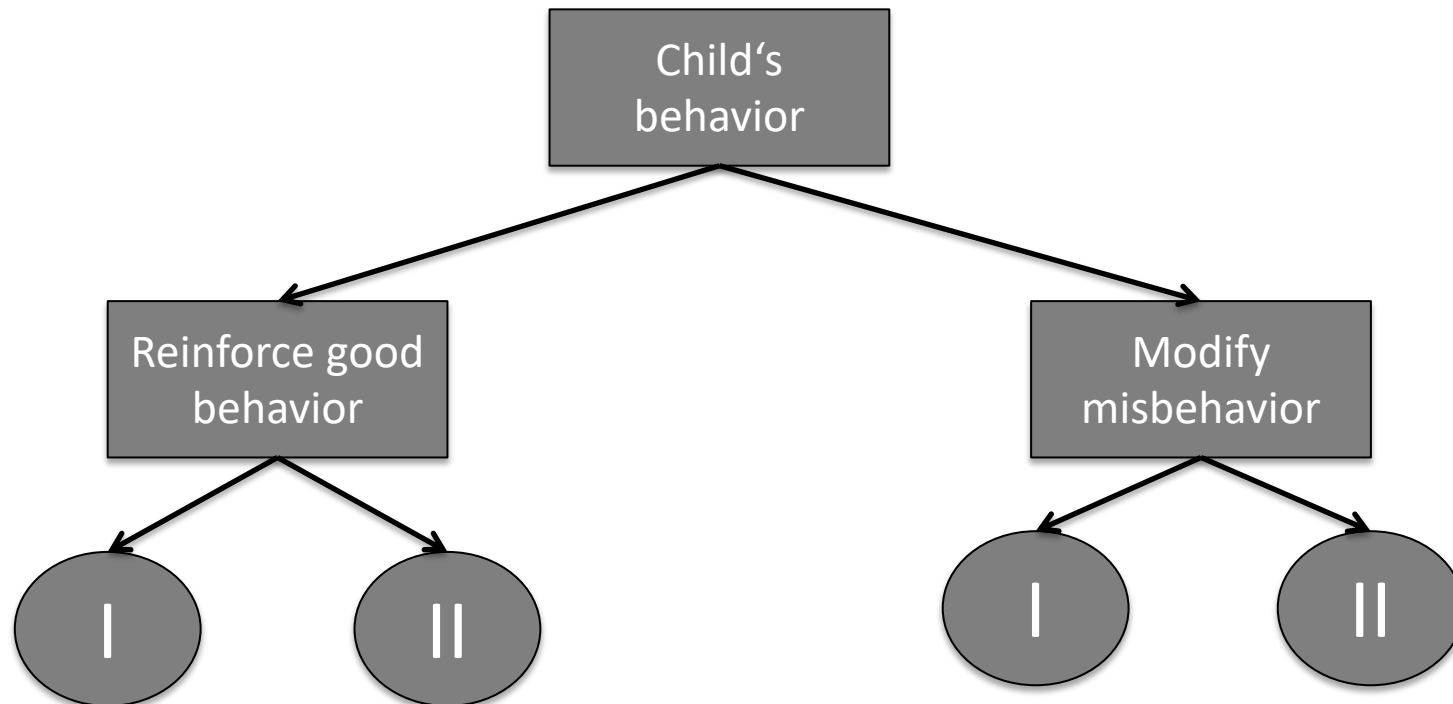 Child‘s
behavior
Reinforce good
behavior
Modify
misbehavior
I
II
I
II